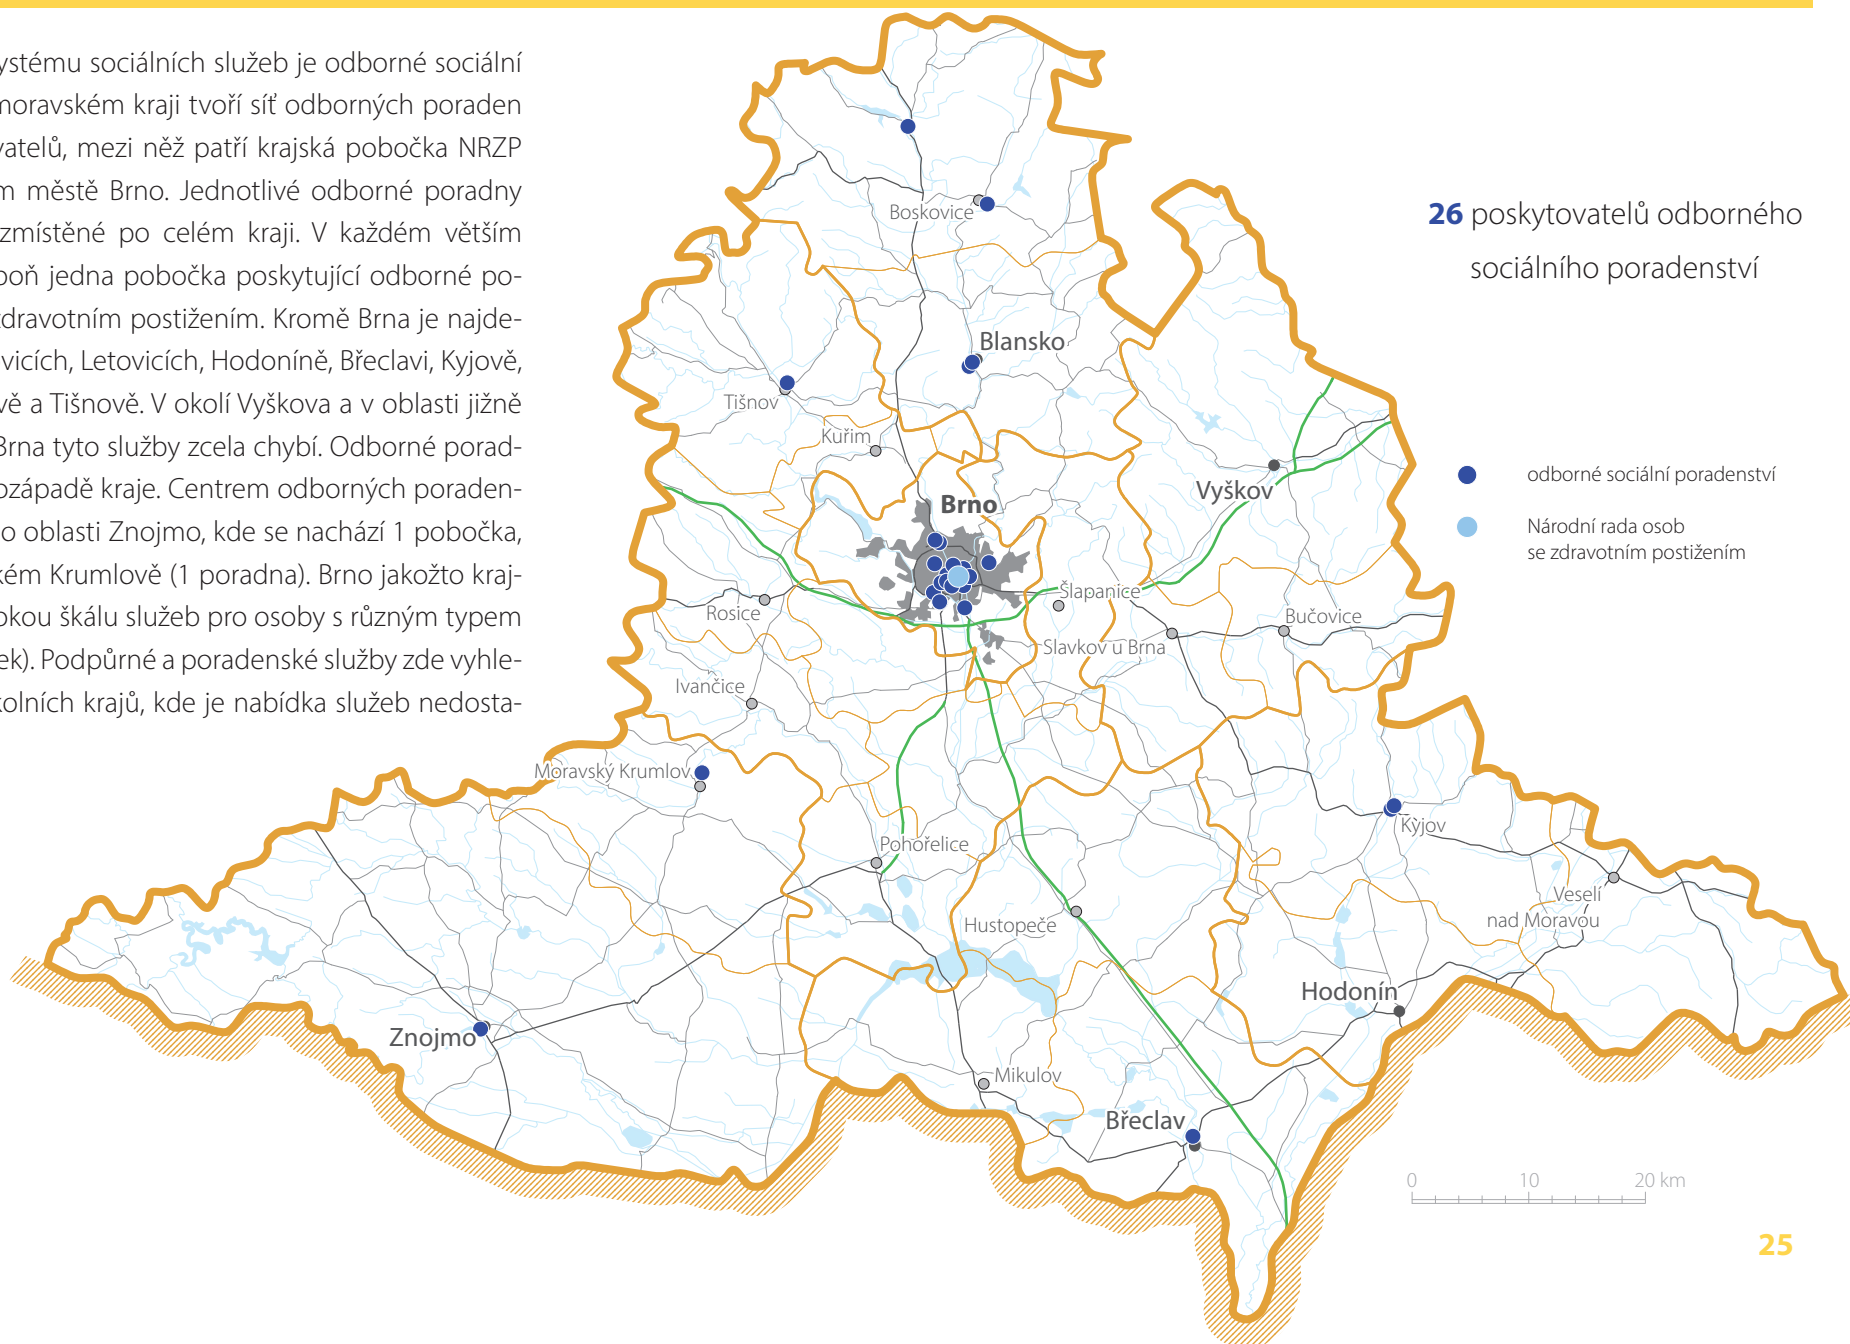 ystému sociálních služeb je odborné sociální
moravském kraji tvoří síť odborných poraden
vatelů, mezi něž patří krajská pobočka NRZP
m městě Brno. Jednotlivé odborné poradny
zmístěné po celém kraji. V každém větším
poň jedna pobočka poskytující odborné po-
zdravotním postižením. Kromě Brna je najde-
vicích, Letovicích, Hodoníně, Břeclavi, Kyjově,
vě a Tišnově. V okolí Vyškova a v oblasti jižně
Brna tyto služby zcela chybí. Odborné porad-
ozápadě kraje. Centrem odborných poraden-
o oblasti Znojmo, kde se nachází 1 pobočka,
kém Krumlově (1 poradna). Brno jakožto kraj-
okou škálu služeb pro osoby s různým typem
ek). Podpůrné a poradenské služby zde vyhle-
kolních krajů, kde je nabídka služeb nedosta-
26 poskytovatelů odborného
sociálního poradenství
odborné sociální poradenství
Národní rada osob
se zdravotním postižením
Boskovice
Blansko
Tišnov
Kuřim
Brno
Vyškov
Rosice
Šlapanice
Bučovice
Slavkov u Brna
Ivančice
Moravský Krumlov
Pohořelice
Kyjov
Hustopeče
Veselí
nad Moravou
Hodonín
Znojmo
Mikulov
Břeclav
0 10 20 km
25